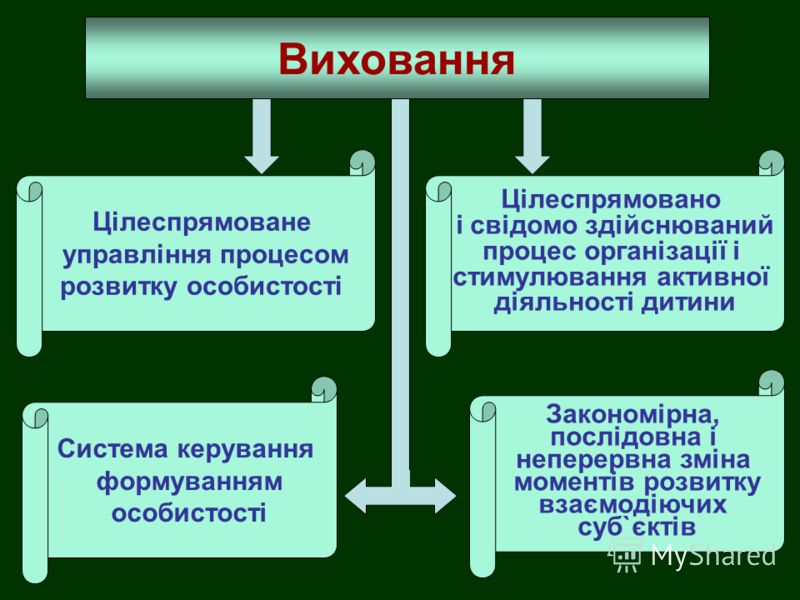 Виховання
Цілеспрямоване
управління процесом
розвитку особистості
Цілеспрямовано
і свідомо здійснюваний
процес організації і
стимулювання активної
діяльності дитини
Система керування
формуванням
особистості
Закономірна,
послідовна і
неперервна зміна
моментів розвитку
взаємодіючих
суб`єктів
MyShared